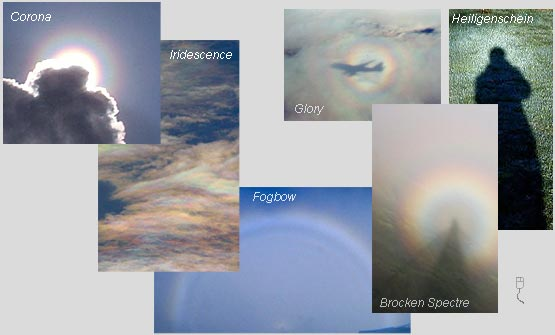 Corona
Iridescence
Glory
Heiligenschein
Fogbow
Brocken Spectre